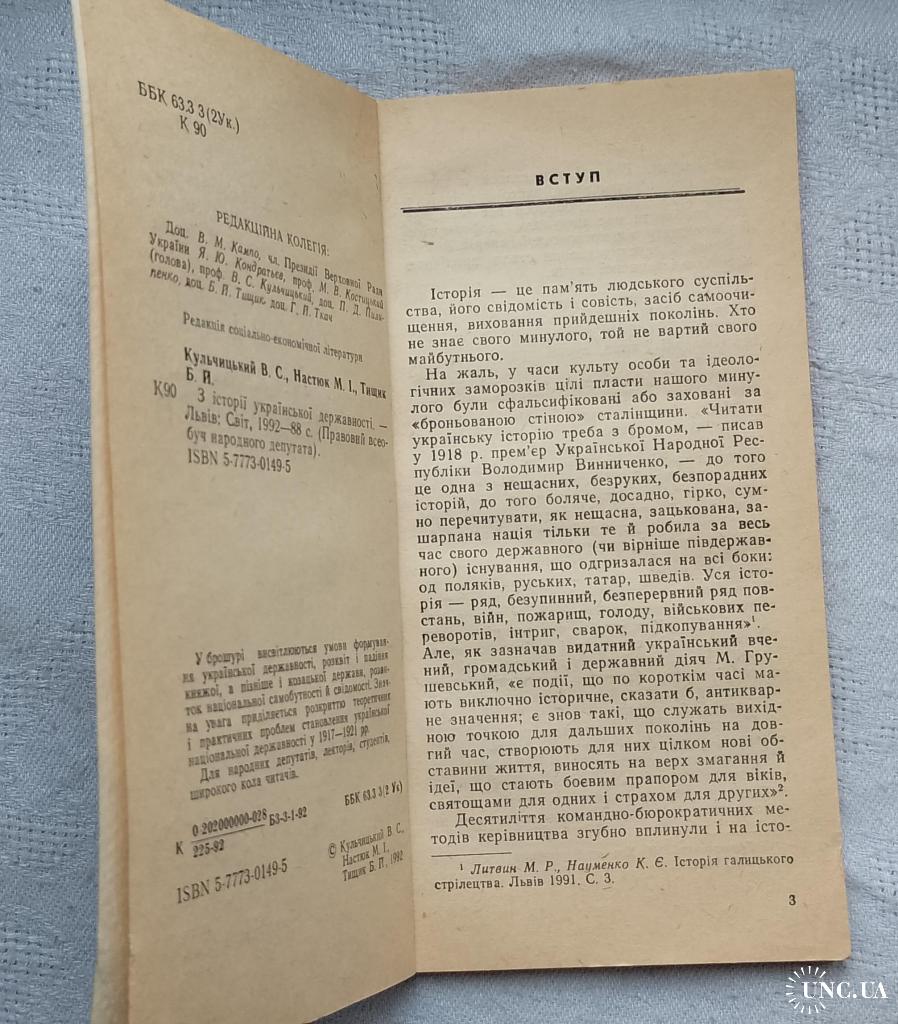 ББК 63.3 3(2Ук.)
К 90
РЕДАКЦІЙНА КОЛЕГІЯ:
Доц. В. М. Кампо, чл. Президії Верховної Ради
України Я. Ю. Кондратьєв, проф. М. В. Костицький
(голова), проф. В. С. Кульчицький, доц. П. Д. Пили-
пенко, доц. Б. Й. Тищик, доц. Г. Й. Ткач
Редакція соціально-економічної літератури
Кульчицький В. С., Настюк М. І., Тищик
Б. Й.
К90 З історії української державності. —
Львів: Світ, 1992—88 с. (Правовий всео-
буч народного депутата).
ISBN 5-7773-0149-5
У брошурі висвітлюються умови формуван-
ня української державності, розквіт і падіння
княжої, а пізніше і козацької держави, розви-
ток національної самобутності й свідомості. Знач-
на увага приділяється розкриттю теоретичних
і практичних проблем становлення української
національної державності у 1917—1921 рр.
Для народних депутатів, лекторів, студентів,
широкого кола читачів.
К 0 202000000-028 Б3-3-1-92
225-92
ББК 63.3 3(2 Ук)
ISBN 5-7773-0149-5
© Кульчицький В. С.,
Настюк М. І.,
Тищик Б. Й., 1992
ВСТУП
Історія — це пам'ять людського суспіль-
ства, його свідомість і совість, засіб самоочи-
щення, виховання прийдешніх поколінь. Хто
не знає свого минулого, той не вартий свого
майбутнього.
На жаль, у часи культу особи та ідеоло-
гічних заморозків цілі пласти нашого мину-
лого були сфальсифіковані або заховані за
«броньованою стіною» сталінщини. «Читати
українську історію треба з бромом, — писав
у 1918 р. прем'єр Української Народної Рес-
публіки Володимир Винниченко, — до того
це одна з нещасних, безруких, безпорадних
історій, до того боляче, досадно, гірко, сум-
но перечитувати, як нещасна, зацькована, за-
шарпана нація тільки те й робила за весь
час свого державного (чи вірніше півдержав-
ного) існування, що одгризалася на всі боки:
од поляків, руських, татар, шведів. Уся істо-
рія — ряд, безупинний, безперервний ряд пов-
стань, війн, пожарищ, голоду, військових пе-
реворотів, інтриг, сварок, підкопування»¹.
Але, як зазначав видатний український вче-
ний, громадський і державний діяч М. Гру-
шевський, «є події, що по короткім часі ма-
ють виключно історичне, сказати б, антиквар-
не значення; є знов такі, що служать вихід-
ною точкою для дальших поколінь на дов-
гий час, створюють для них цілком нові об-
ставини життя, виносять на верх змагання й
ідеї, що стають боєвим прапором для віків,
святощами для одних і страхом для других»².
Десятиліття командно-бюрократичних ме-
тодів керівництва згубно вплинули і на істо-
¹ Литвин М. Р., Науменко К. Є. Історія галицького
стрілецтва. Львів 1991. С. 3.
3
UNC.UA